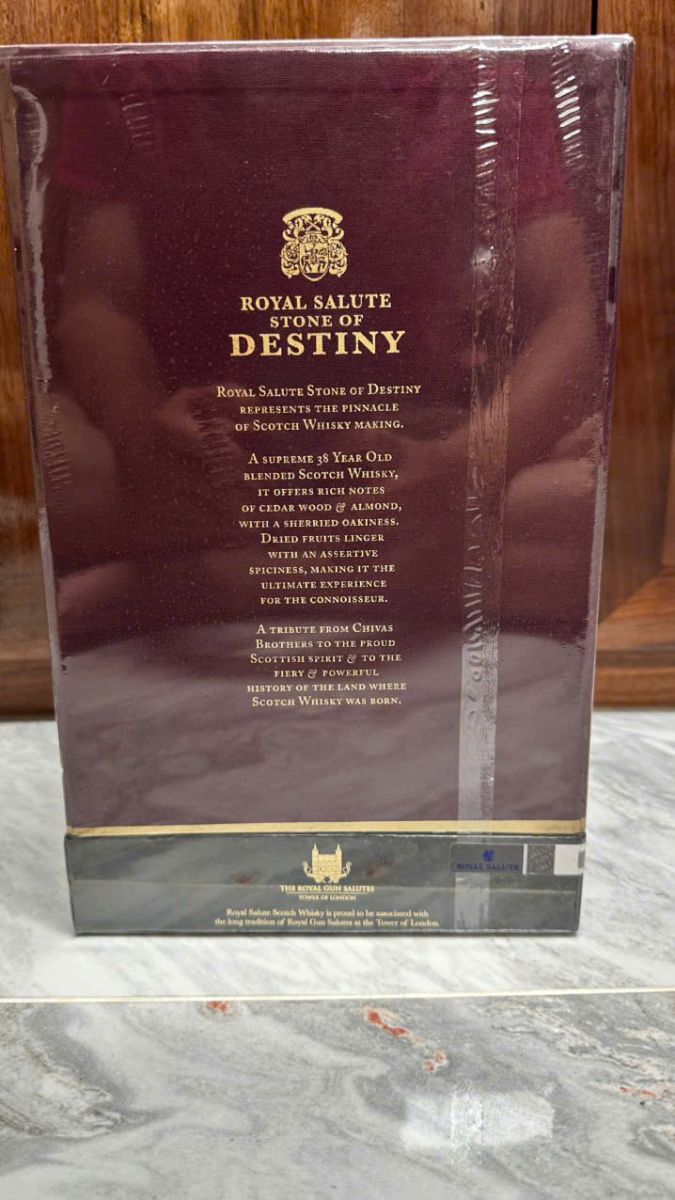 ROYAL SALUTE
STONE OF
DESTINY
ROYAL SALUTE STONE OF DESTINY
REPRESENTS THE PINNACLE
OF SCOTCH WHISKY MAKING.
A SUPREME 38 YEAR OLD
BLENDED SCOTCH WHISKY,
IT OFFERS RICH NOTES
OF CEDAR WOOD & ALMOND,
WITH A SHERRIED OAKINESS.
DRIED FRUITS LINGER
WITH AN ASSERTIVE
SPICINESS, MAKING IT THE
ULTIMATE EXPERIENCE
FOR THE CONNOISSEUR.
A TRIBUTE FROM CHIVAS
BROTHERS TO THE PROUD
SCOTTISH SPIRIT & TO THE
FIERY & POWERFUL
HISTORY OF THE LAND WHERE
SCOTCH WHISKY WAS BORN.
ROYAL SALUTE
THE ROYAL GUN SALUTES
TOWER OF LONDON
Royal Salute Scotch Whisky is proud to be associated with
the long tradition of Royal Gun Salutes at the Tower of London.